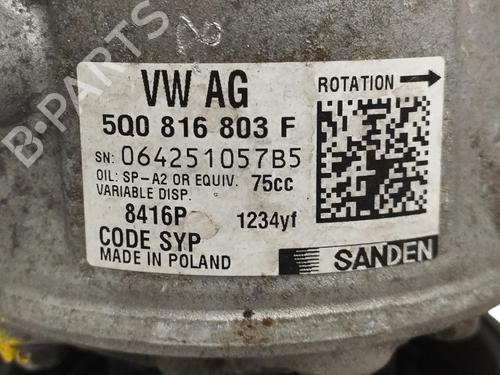 2
B-PARTS
VW AG
ROTATION
5Q0 816 803 F
SN: 064251057B5
OIL: SP-A2 OR EQUIV. 75cc
VARIABLE DISP.
8416P 1234yf
CODE SYP
MADE IN POLAND
SANDEN